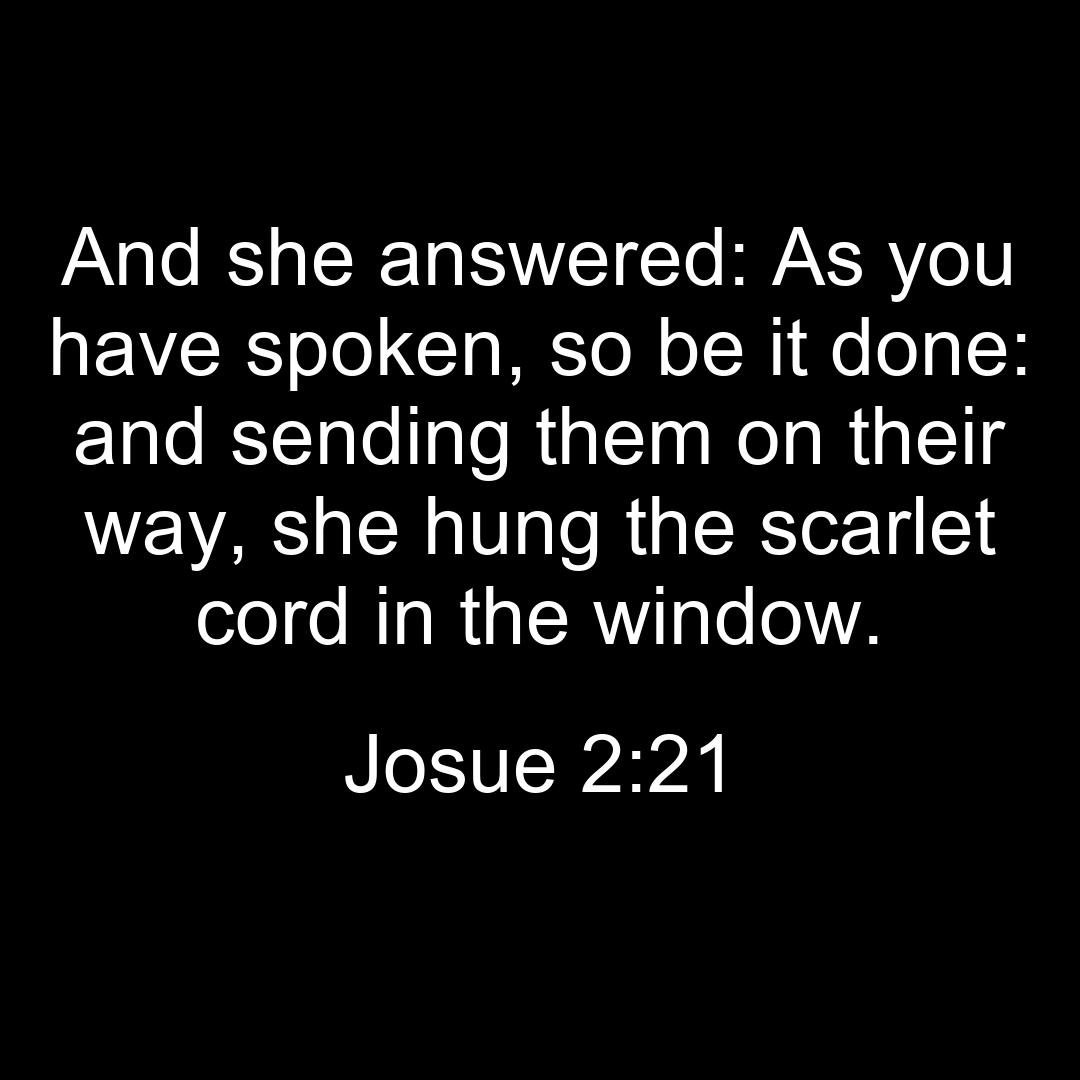 And she answered: As you
have spoken, so be it done:
and sending them on their
way, she hung the scarlet
cord in the window.
Josue 2:21